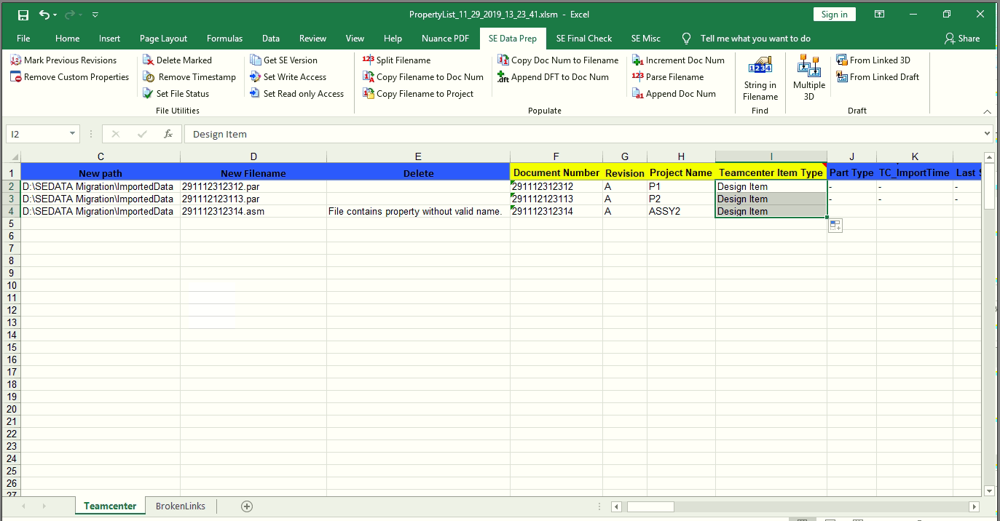 PropertyList_11_29_2019_13_23_41.xlsm - Excel
Sign in
File Home Insert Page Layout Formulas Data Review View Help Nuance PDF SE Data Prep SE Final Check SE Misc Tell me what you want to do Share
Mark Previous Revisions
Remove Custom Properties
Delete Marked
Remove Timestamp
Set File Status
Get SE Version
Set Write Access
Set Read only Access
File Utilities
123 Split Filename
Copy Filename to Doc Num
Copy Filename to Project
Copy Doc Num to Filename
.dft Append DFT to Doc Num
Increment Doc Num
123 Parse Filename
Append Doc Num
Populate
1234
String in
Filename
Find
Multiple
3D
From Linked 3D
From Linked Draft
Draft
I2 fx Design Item
C D E F G H I J K
1 New path New Filename Delete Document Number Revision Project Name Teamcenter Item Type Part Type TC_ImportTime Last
2 D:\SEDATA Migration\ImportedData 291112312312.par 291112312312 A P1 Design Item - - -
3 D:\SEDATA Migration\ImportedData 291112123113.par 291112123113 A P2 Design Item - - -
4 D:\SEDATA Migration\ImportedData 291112312314.asm File contains property without valid name. 291112312314 A ASSY2 Design Item - - -
5
6
7
8
9
10
11
12
13
14
15
16
17
18
19
20
21
22
23
24
25
26
27
Teamcenter BrokenLinks